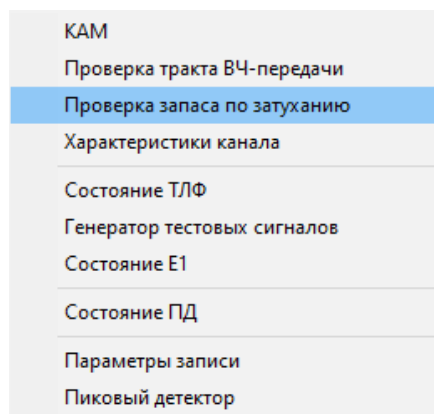 КАМ
Проверка тракта ВЧ-передачи
Проверка запаса по затуханию
Характеристики канала
Состояние ТЛФ
Генератор тестовых сигналов
Состояние Е1
Состояние ПД
Параметры записи
Пиковый детектор